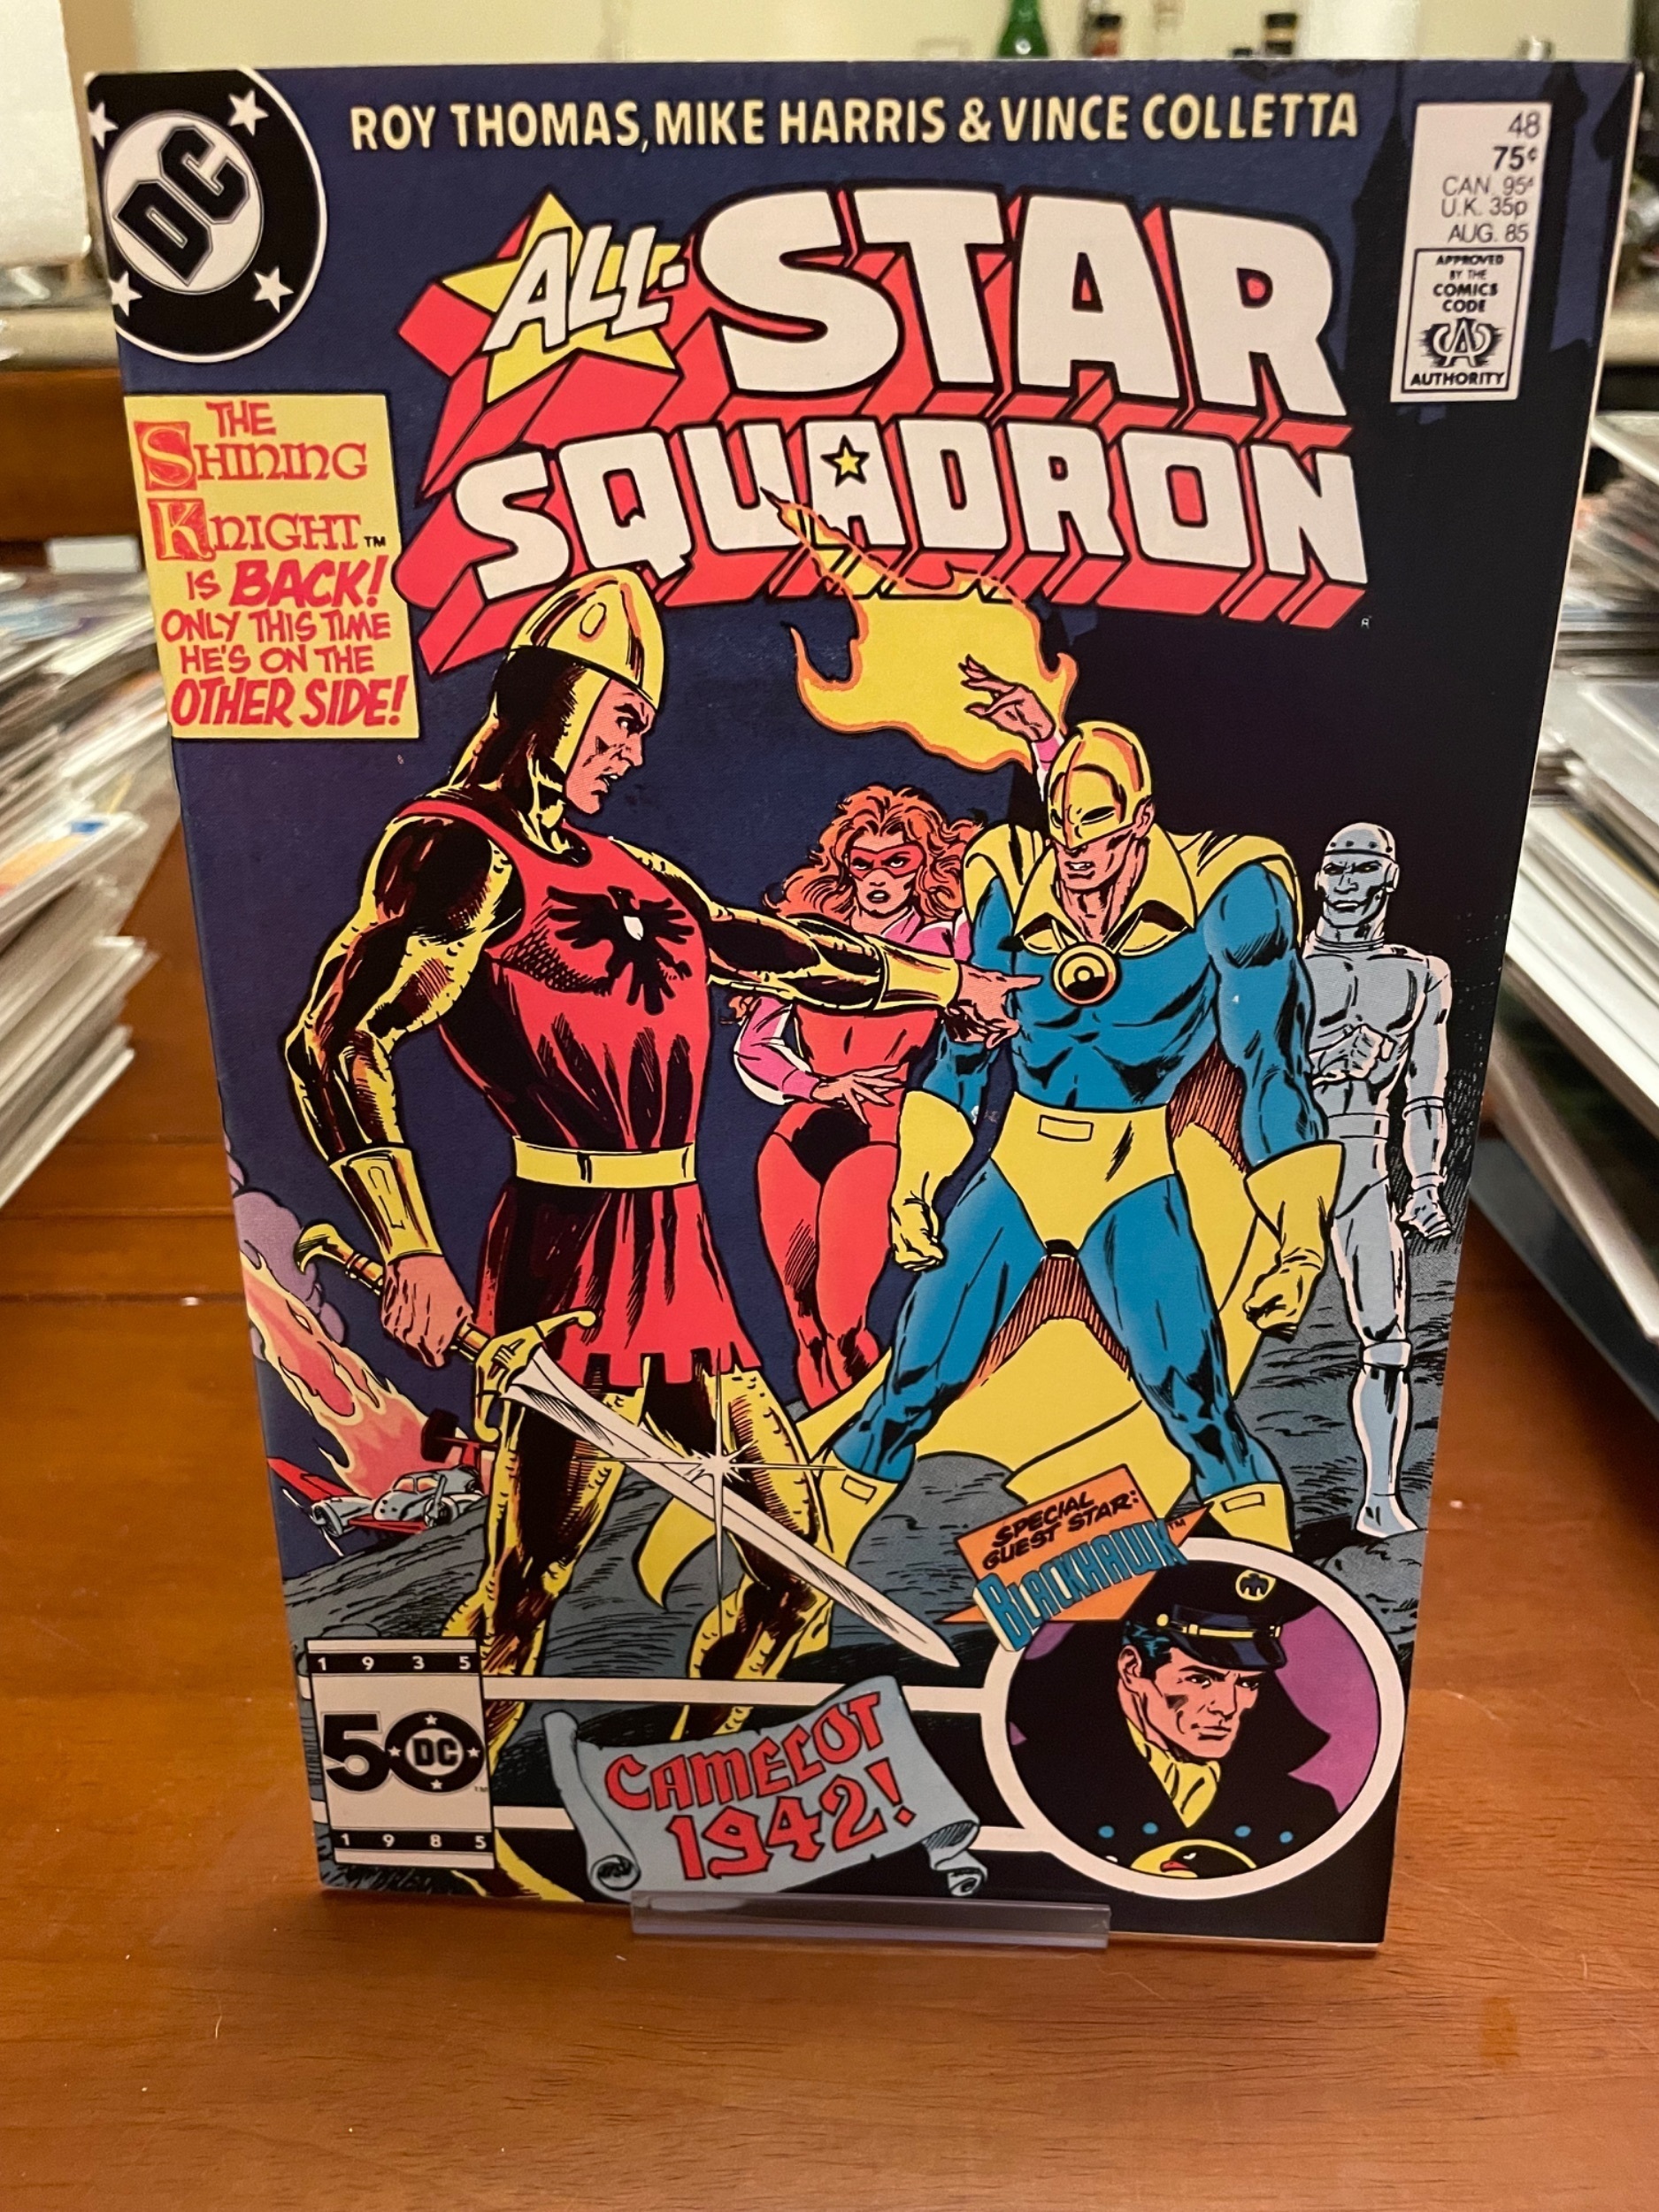 DC
ROY THOMAS, MIKE HARRIS & VINCE COLLETTA
48
75¢
CAN. 95¢
U.K. 35p
AUG. 85
APPROVED
BY THE
COMICS
CODE
CA
AUTHORITY
ALL-STAR
SQUADRON
®
THE
SHINING
KNIGHT™
IS BACK!
ONLY THIS TIME
HE'S ON THE
OTHER SIDE!
SPECIAL
GUEST STAR:
BLACKHAWK™
1935
50 DC™
1985
CAMELOT
1942!